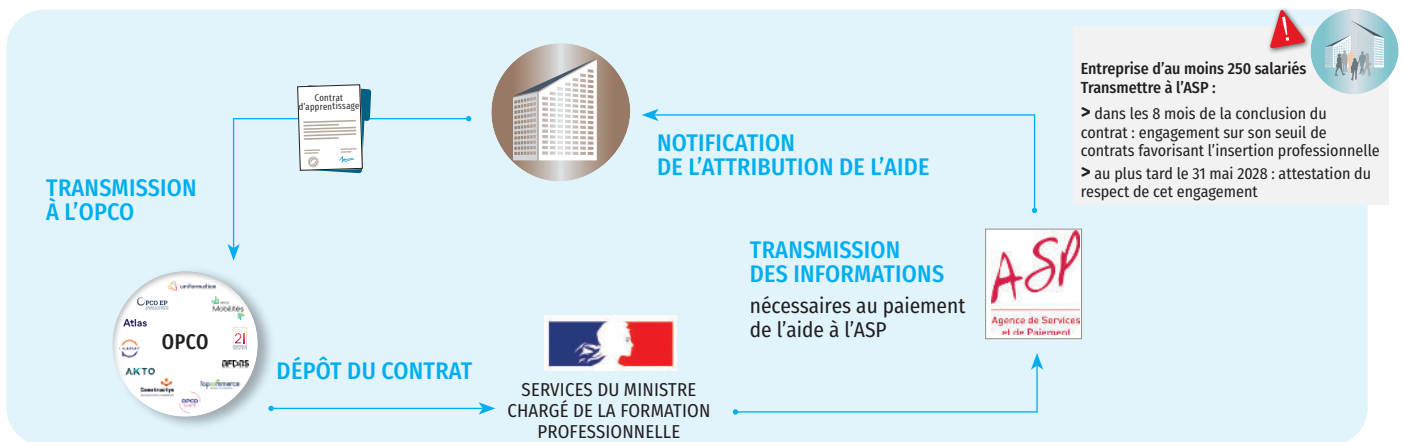 Contrat
d'apprentissage
TRANSMISSION
À L'OPCO
NOTIFICATION
DE L'ATTRIBUTION DE L'AIDE
Entreprise d'au moins 250 salariés
Transmettre à l'ASP :
> dans les 8 mois de la conclusion du
contrat : engagement sur son seuil de
contrats favorisant l'insertion professionnelle
> au plus tard le 31 mai 2028 : attestation du
respect de cet engagement
uniformation
OPCO EP
Mobilités
Atlas
OPCO
2i
AFDAS
AKTO
Constructys
l'opcommerce
opco
DÉPÔT DU CONTRAT
SERVICES DU MINISTRE
CHARGÉ DE LA FORMATION
PROFESSIONNELLE
TRANSMISSION
DES INFORMATIONS
nécessaires au paiement
de l'aide à l'ASP
ASP
Agence de Services
et de Paiement